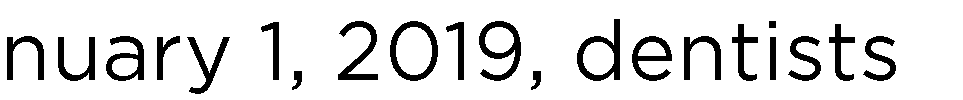 nuary 1, 2019, dentists